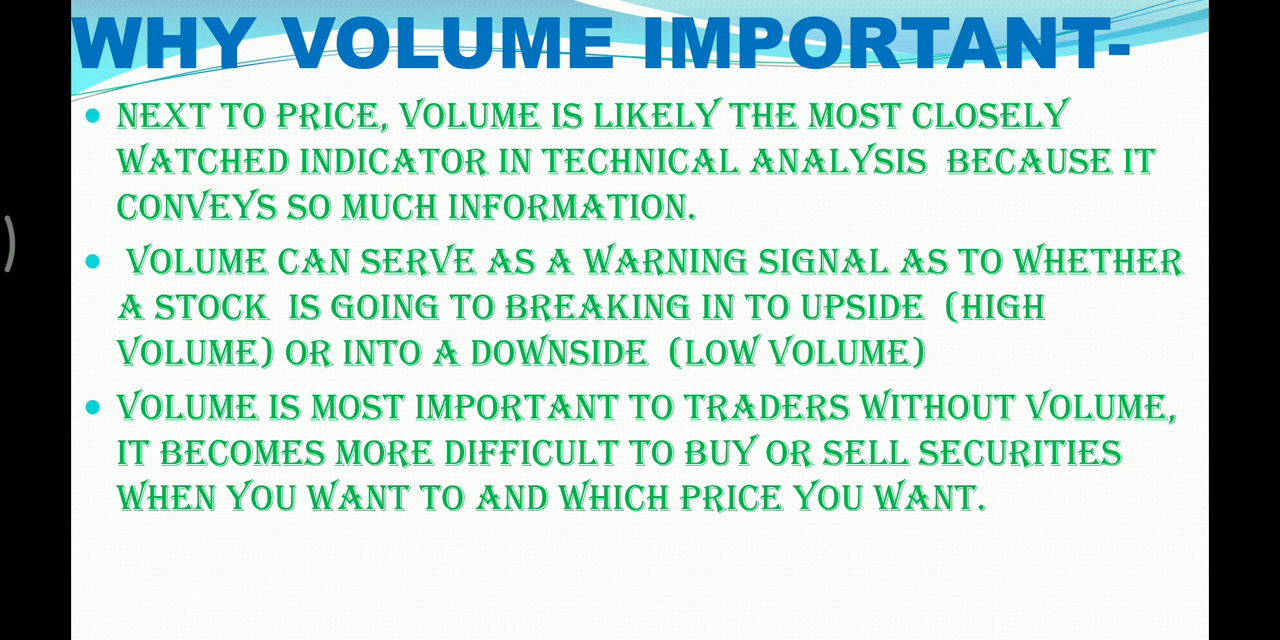 WHY VOLUME IMPORTANT-
NEXT TO PRICE, VOLUME IS LIKELY THE MOST CLOSELY
WATCHED INDICATOR IN TECHNICAL ANALYSIS BECAUSE IT
CONVEYS SO MUCH INFORMATION.
VOLUME CAN SERVE AS A WARNING SIGNAL AS TO WHETHER
A STOCK IS GOING TO BREAKING IN TO UPSIDE (HIGH
VOLUME) OR INTO A DOWNSIDE (LOW VOLUME)
VOLUME IS MOST IMPORTANT TO TRADERS WITHOUT VOLUME,
IT BECOMES MORE DIFFICULT TO BUY OR SELL SECURITIES
WHEN YOU WANT TO AND WHICH PRICE YOU WANT.